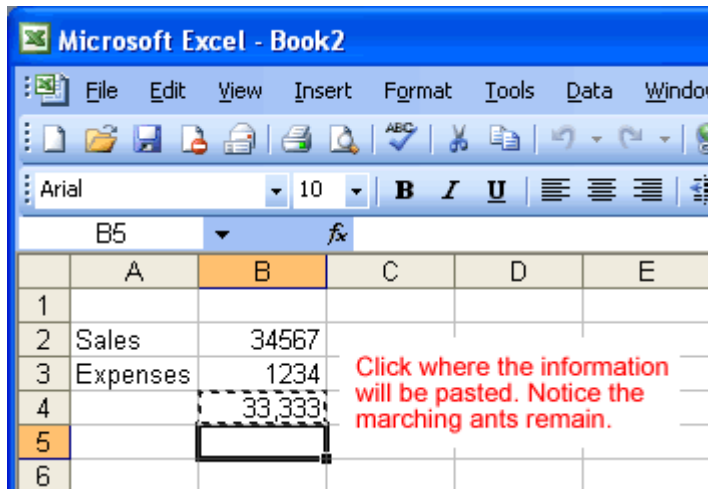 Microsoft Excel - Book2
File Edit View Insert Format Tools Data Windo
ABC
Arial 10 B I U
B5 fx
A B C D E
1
2 Sales 34567
3 Expenses 1234
4 33,333
5
6
Click where the information
will be pasted. Notice the
marching ants remain.